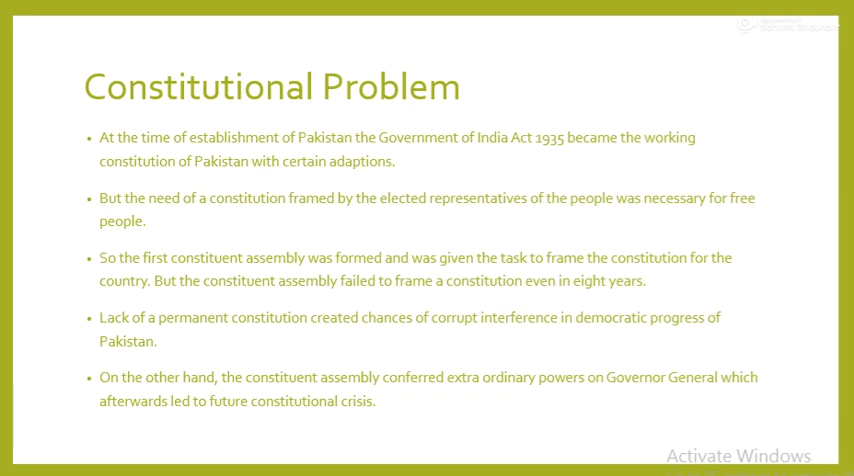 Constitutional Problem
• At the time of establishment of Pakistan the Government of India Act 1935 became the working
constitution of Pakistan with certain adaptions.
• But the need of a constitution framed by the elected representatives of the people was necessary for free
people.
• So the first constituent assembly was formed and was given the task to frame the constitution for the
country. But the constituent assembly failed to frame a constitution even in eight years.
• Lack of a permanent constitution created chances of corrupt interference in democratic progress of
Pakistan.
• On the other hand, the constituent assembly conferred extra ordinary powers on Governor General which
afterwards led to future constitutional crisis.
Activate Windows